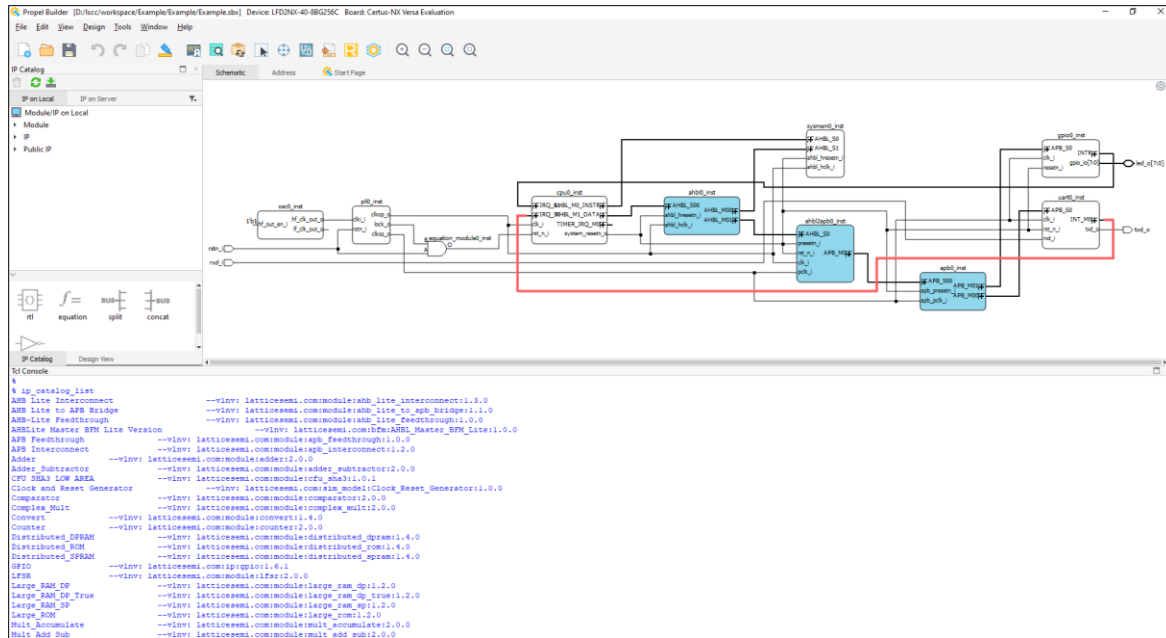 Propel Builder [D:/lscc/workspace/Example/Example/Example.sbx] Device: LFD2NX-40-8BG256C Board: Certus-NX Versa Evaluation
File Edit View Design Tools Window Help
IP Catalog
Schematic Address Start Page
IP on Local IP on Server
Module/IP on Local
Module
IP
Public IP
sysmem0_inst
AHBL_S0
AHBL_S1
ahbl_hresetn_i
ahbl_hclk_i
gpio0_inst
APB_S0
INTR
clk_i
gpio_io[7:0]
resetn_i
led_o[7:0]
osc0_inst
1'b1
hf_out_en_i
hf_clk_out_o
lf_clk_out_o
pll0_inst
clki_i
rstn_i
clkop_o
lock_o
clkos_o
equation_module0_inst
A
O
rstn_i
rxd_i
cpu0_inst
AHBL_M0_INSTR
AHBL_M1_DATA
clk_i
TIMER_IRQ_M0
rst_n_i
system_resetn_o
ahbl0_inst
AHBL_S00
AHBL_M00
ahbl_hresetn_i
AHBL_M01
ahbl_hclk_i
ahbl2apb0_inst
AHBL_S0
presetn_i
rst_n_i
APB_M0
clk_i
pclk_i
uart0_inst
APB_S0
clk_i
INT_M0
rst_n_i
txd_o
rxd_i
txd_o
apb0_inst
APB_S00
APB_M01
apb_presetn_i
APB_M00
apb_pclk_i
f=
BUS
BUS
rtl equation split concat
IP Catalog Design View
Tcl Console
%
% ip_catalog_list
AHB Lite Interconnect --vlnv: latticesemi.com:module:ahb_lite_interconnect:1.3.0
AHB Lite to APB Bridge --vlnv: latticesemi.com:module:ahb_lite_to_apb_bridge:1.1.0
AHB-Lite Feedthrough --vlnv: latticesemi.com:module:ahb_lite_feedthrough:1.0.0
AHBLite Master BFM Lite Version --vlnv: latticesemi.com:bfm:AHBL_Master_BFM_Lite:1.0.0
APB Feedthrough --vlnv: latticesemi.com:module:apb_feedthrough:1.0.0
APB Interconnect --vlnv: latticesemi.com:module:apb_interconnect:1.2.0
Adder --vlnv: latticesemi.com:module:adder:2.0.0
Adder_Subtractor --vlnv: latticesemi.com:module:adder_subtractor:2.0.0
CFU SHA3 LOW AREA --vlnv: latticesemi.com:module:cfu_sha3:1.0.1
Clock and Reset Generator --vlnv: latticesemi.com:sim_model:Clock_Reset_Generator:1.0.0
Comparator --vlnv: latticesemi.com:module:comparator:2.0.0
Complex_Mult --vlnv: latticesemi.com:module:complex_mult:2.0.0
Convert --vlnv: latticesemi.com:module:convert:1.4.0
Counter --vlnv: latticesemi.com:module:counter:2.0.0
Distributed_DPRAM --vlnv: latticesemi.com:module:distributed_dpram:1.4.0
Distributed_ROM --vlnv: latticesemi.com:module:distributed_rom:1.4.0
Distributed_SPRAM --vlnv: latticesemi.com:module:distributed_spram:1.4.0
GPIO --vlnv: latticesemi.com:ip:gpio:1.6.1
LFSR --vlnv: latticesemi.com:module:lfsr:2.0.0
Large_RAM_DP --vlnv: latticesemi.com:module:large_ram_dp:1.2.0
Large_RAM_DP_True --vlnv: latticesemi.com:module:large_ram_dp_true:1.2.0
Large_RAM_SP --vlnv: latticesemi.com:module:large_ram_sp:1.2.0
Large_ROM --vlnv: latticesemi.com:module:large_rom:1.2.0
Mult_Accumulate --vlnv: latticesemi.com:module:mult_accumulate:2.0.0
Mult_Add_Sub --vlnv: latticesemi.com:module:mult_add_sub:2.0.0